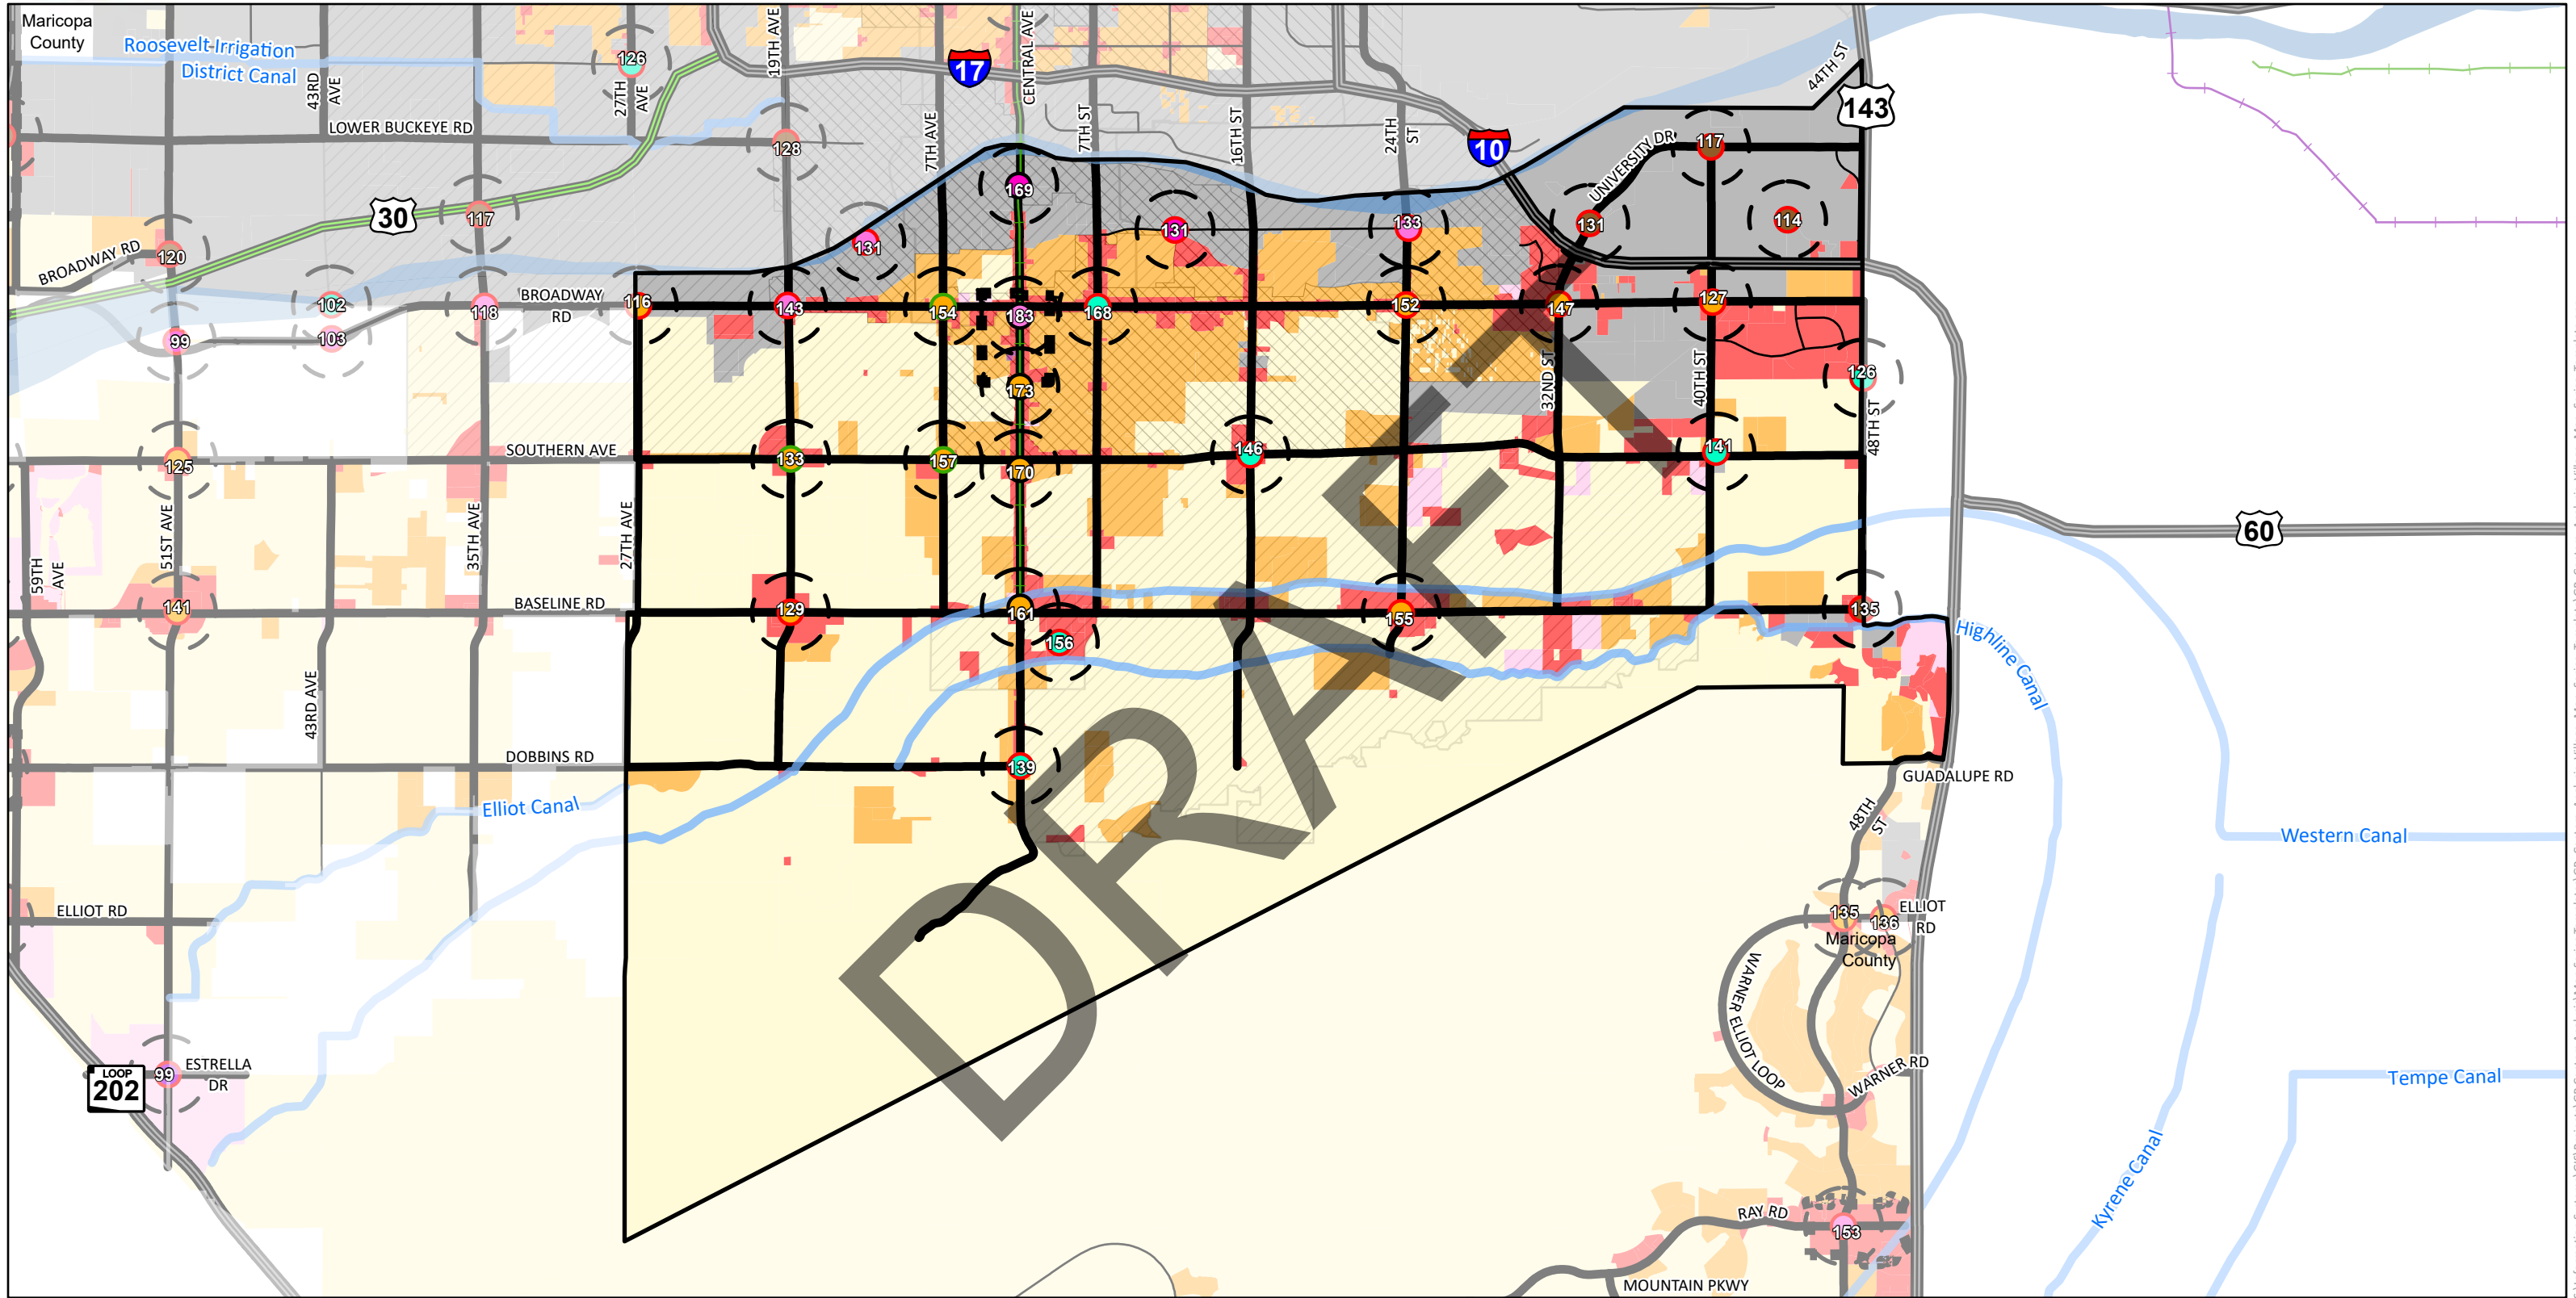 Maricopa
County
Roosevelt Irrigation
District Canal
43RD
AVE
126
27TH
AVE
19TH AVE
17
CENTRAL AVE
44TH ST
143
LOWER BUCKEYE RD
128
7TH AVE
7TH ST
16TH ST
24TH
ST
10
UNIVERSITY DR
117
30
117
169
131
131
133
131
114
BROADWAY RD
120
102
118
BROADWAY
RD
116
143
154
183
168
152
147
127
99
103
173
32ND ST
40TH ST
126
48TH ST
SOUTHERN AVE
125
133
157
170
146
141
60
59TH
AVE
51ST AVE
35TH AVE
27TH AVE
BASELINE RD
141
129
161
156
155
135
Highline Canal
43RD AVE
DOBBINS RD
139
GUADALUPE RD
Elliot Canal
48TH
ST
Western Canal
ELLIOT RD
135
136
ELLIOT
RD
Maricopa
County
WARNER ELLIOT LOOP
WARNER RD
ESTRELLA
DR
99
LOOP
202
Tempe Canal
Kyrene Canal
RAY RD
153
MOUNTAIN PKWY
DRAFT